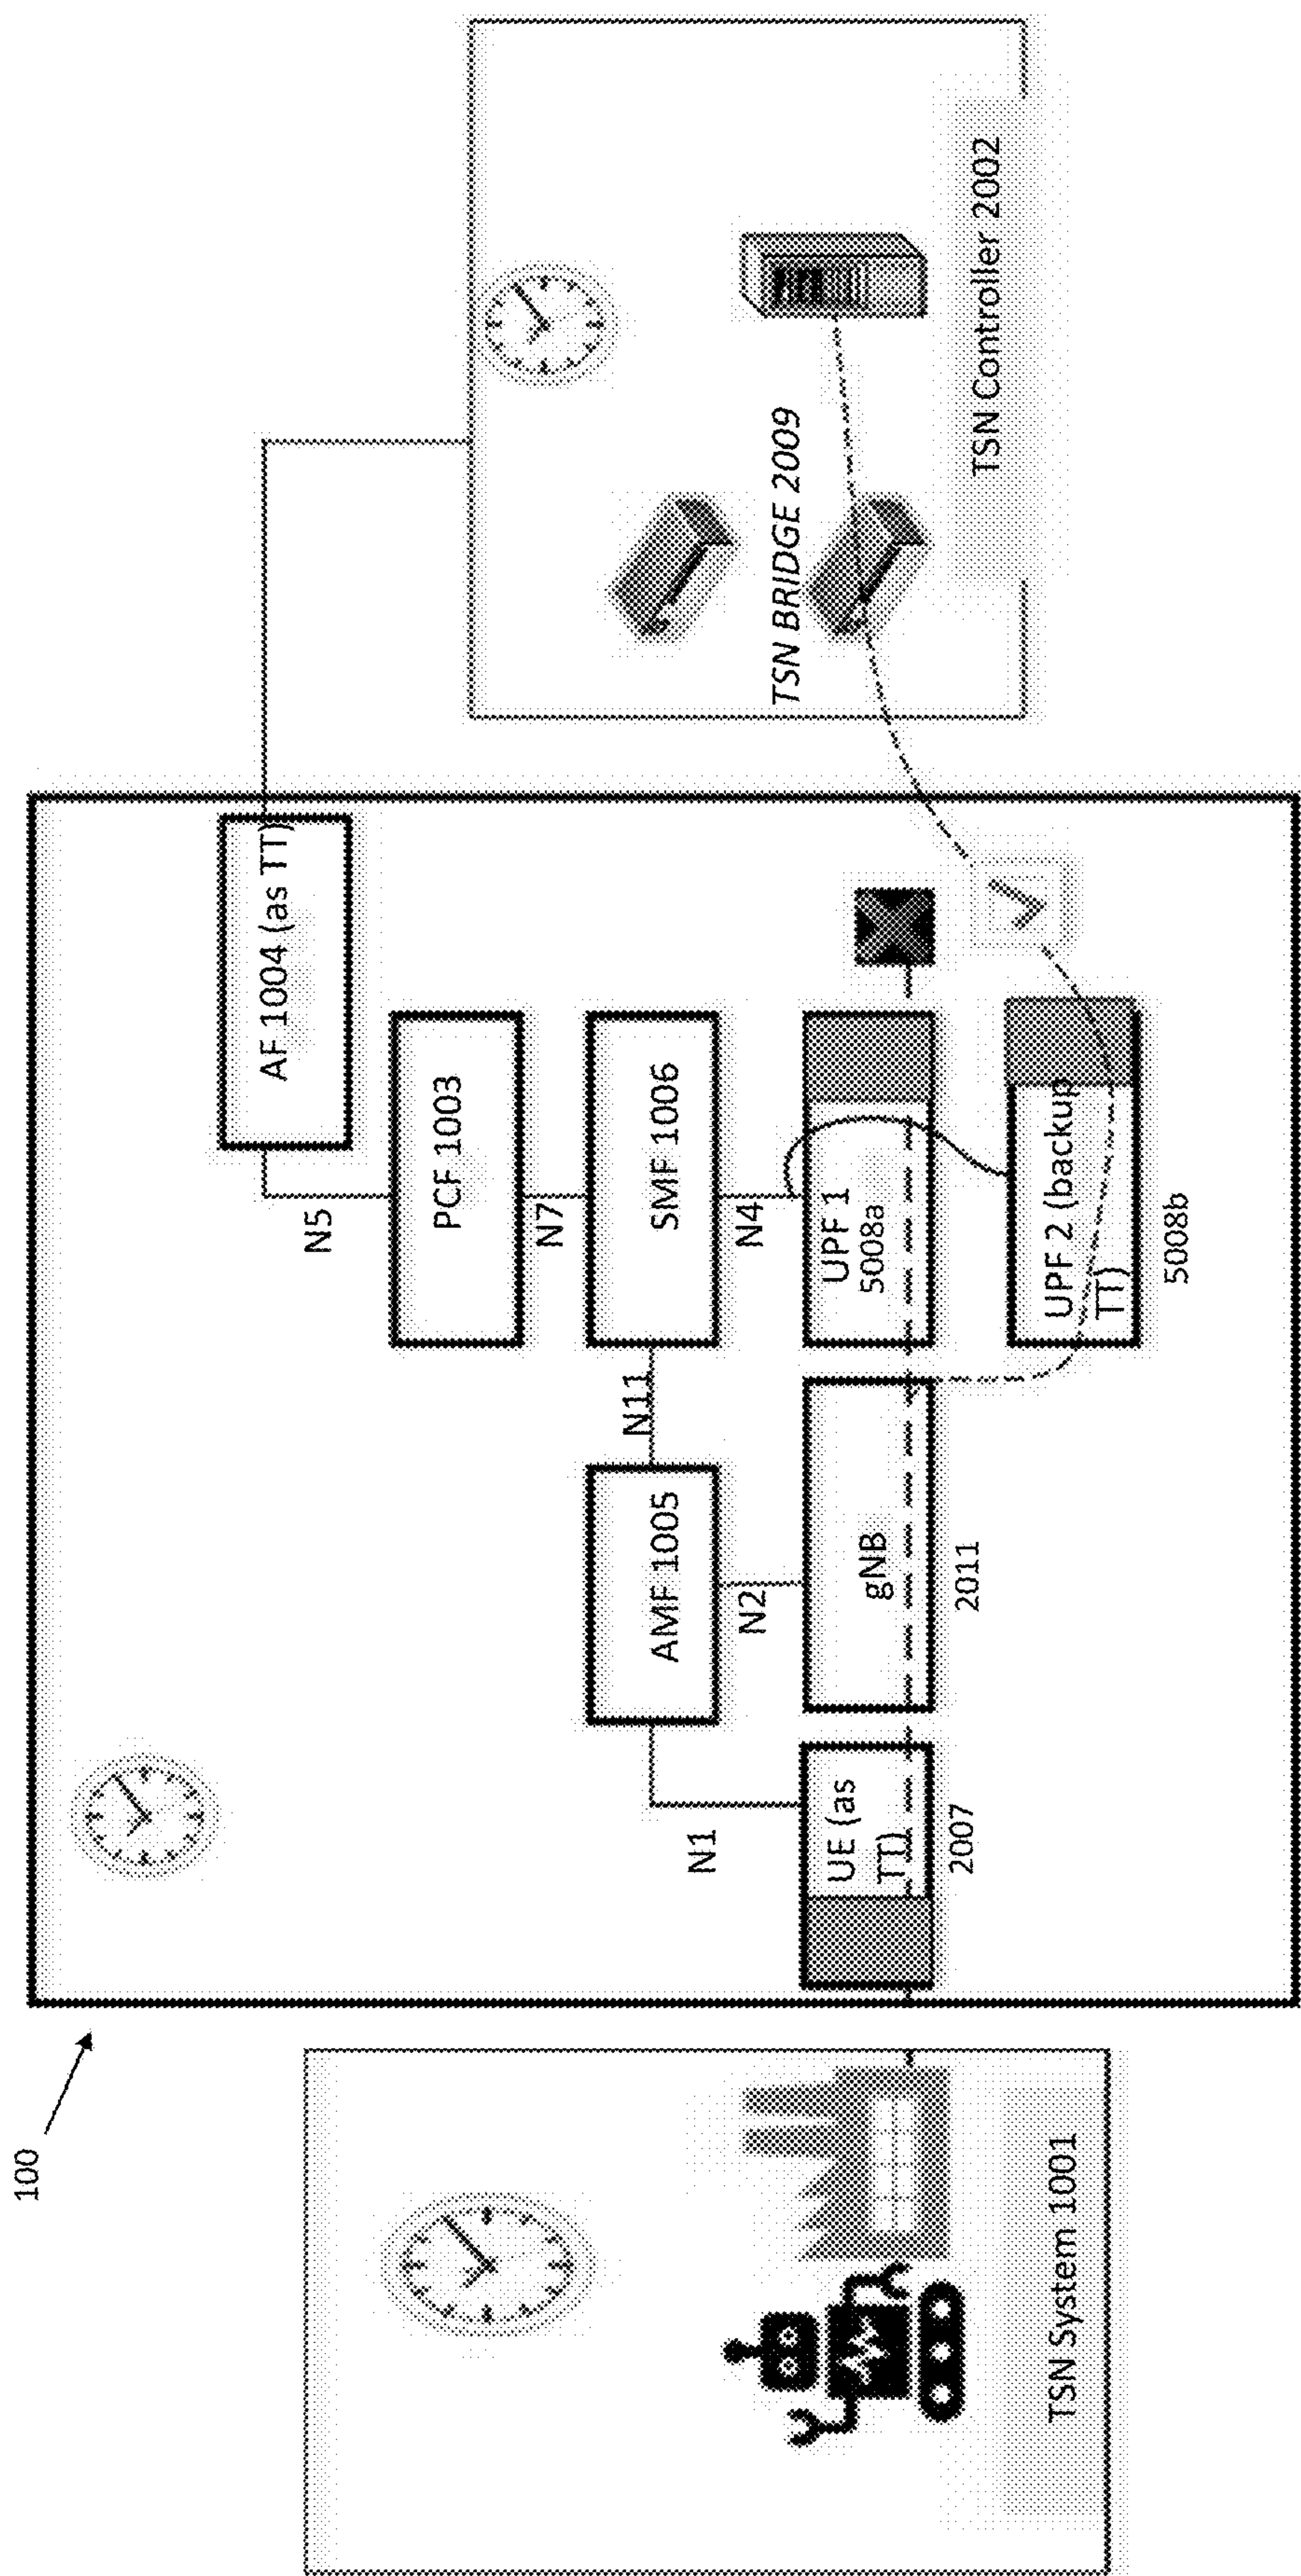 100
AF 1004 (as TT)
N5
PCF 1003
N7
AMF 1005
N11
SMF 1006
N1
N2
N4
UE (as
TT)
2007
gNB
2011
UPF 1
5008a
UPF 2 (backup
TT)
5008b
TSN System 1001
TSN BRIDGE 2009
TSN Controller 2002